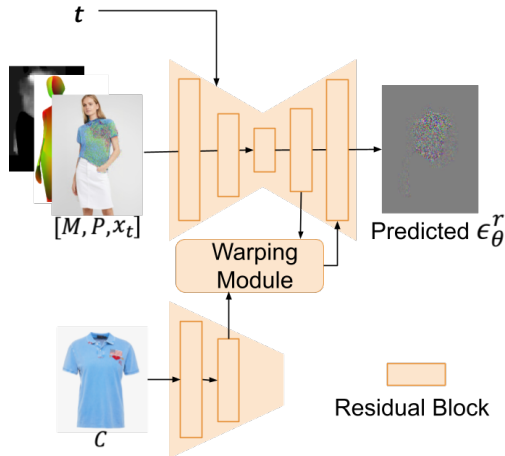 t
[M, P, x_t]
Predicted ϵ_θ^r
Warping
Module
C
Residual Block